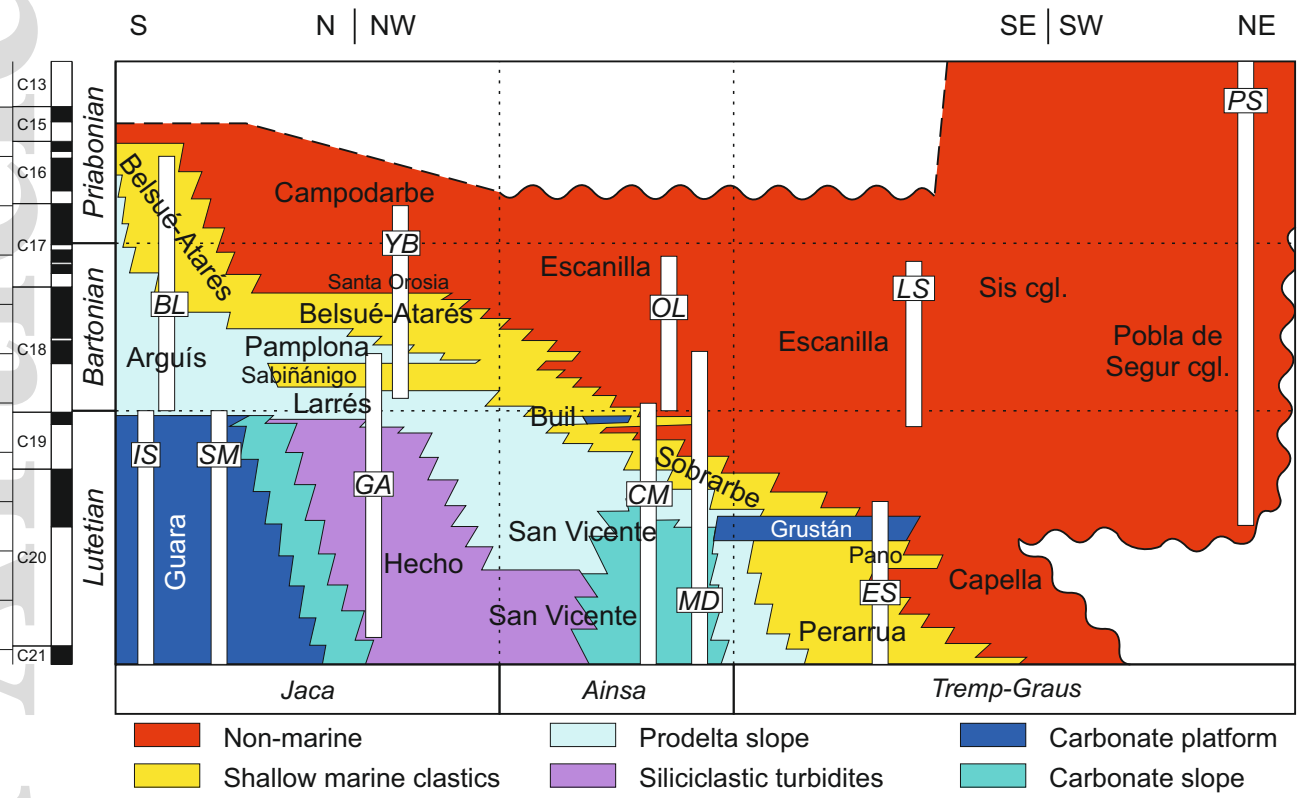 S N NW SE SW NE
C13
C15
C16
C17
C18
C19
C20
C21
Priabonian
Bartonian
Lutetian
PS
Belsué-Atarés
Campodarbe
YB
Santa Orosia
Escanilla
LS
Sis cgl.
BL
OL
Belsué-Atarés
Pamplona
Arguís
Escanilla
Pobla de
Segur cgl.
Sabiñánigo
Larrés
Buil
IS
SM
GA
Sobrarbe
CM
San Vicente
Grustán
Guara
Hecho
Pano
Capella
MD
ES
San Vicente
Perarrua
Jaca
Ainsa
Tremp-Graus
Non-marine
Prodelta slope
Carbonate platform
Shallow marine clastics
Siliciclastic turbidites
Carbonate slope